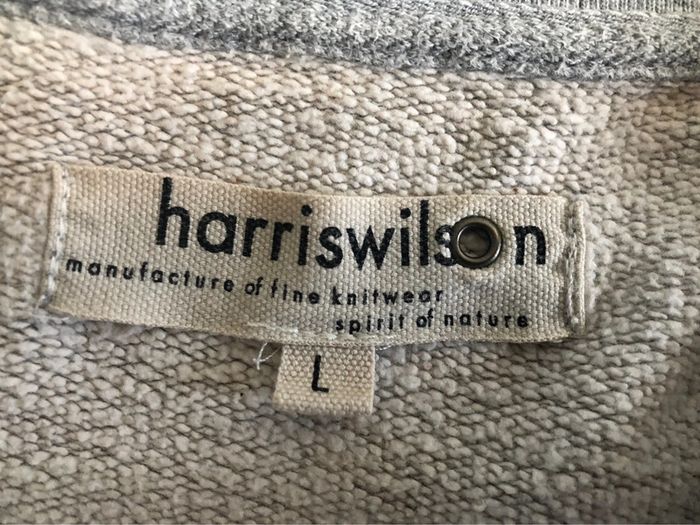 harriswilson
manufacture of fine knitwear
spirit of nature
L